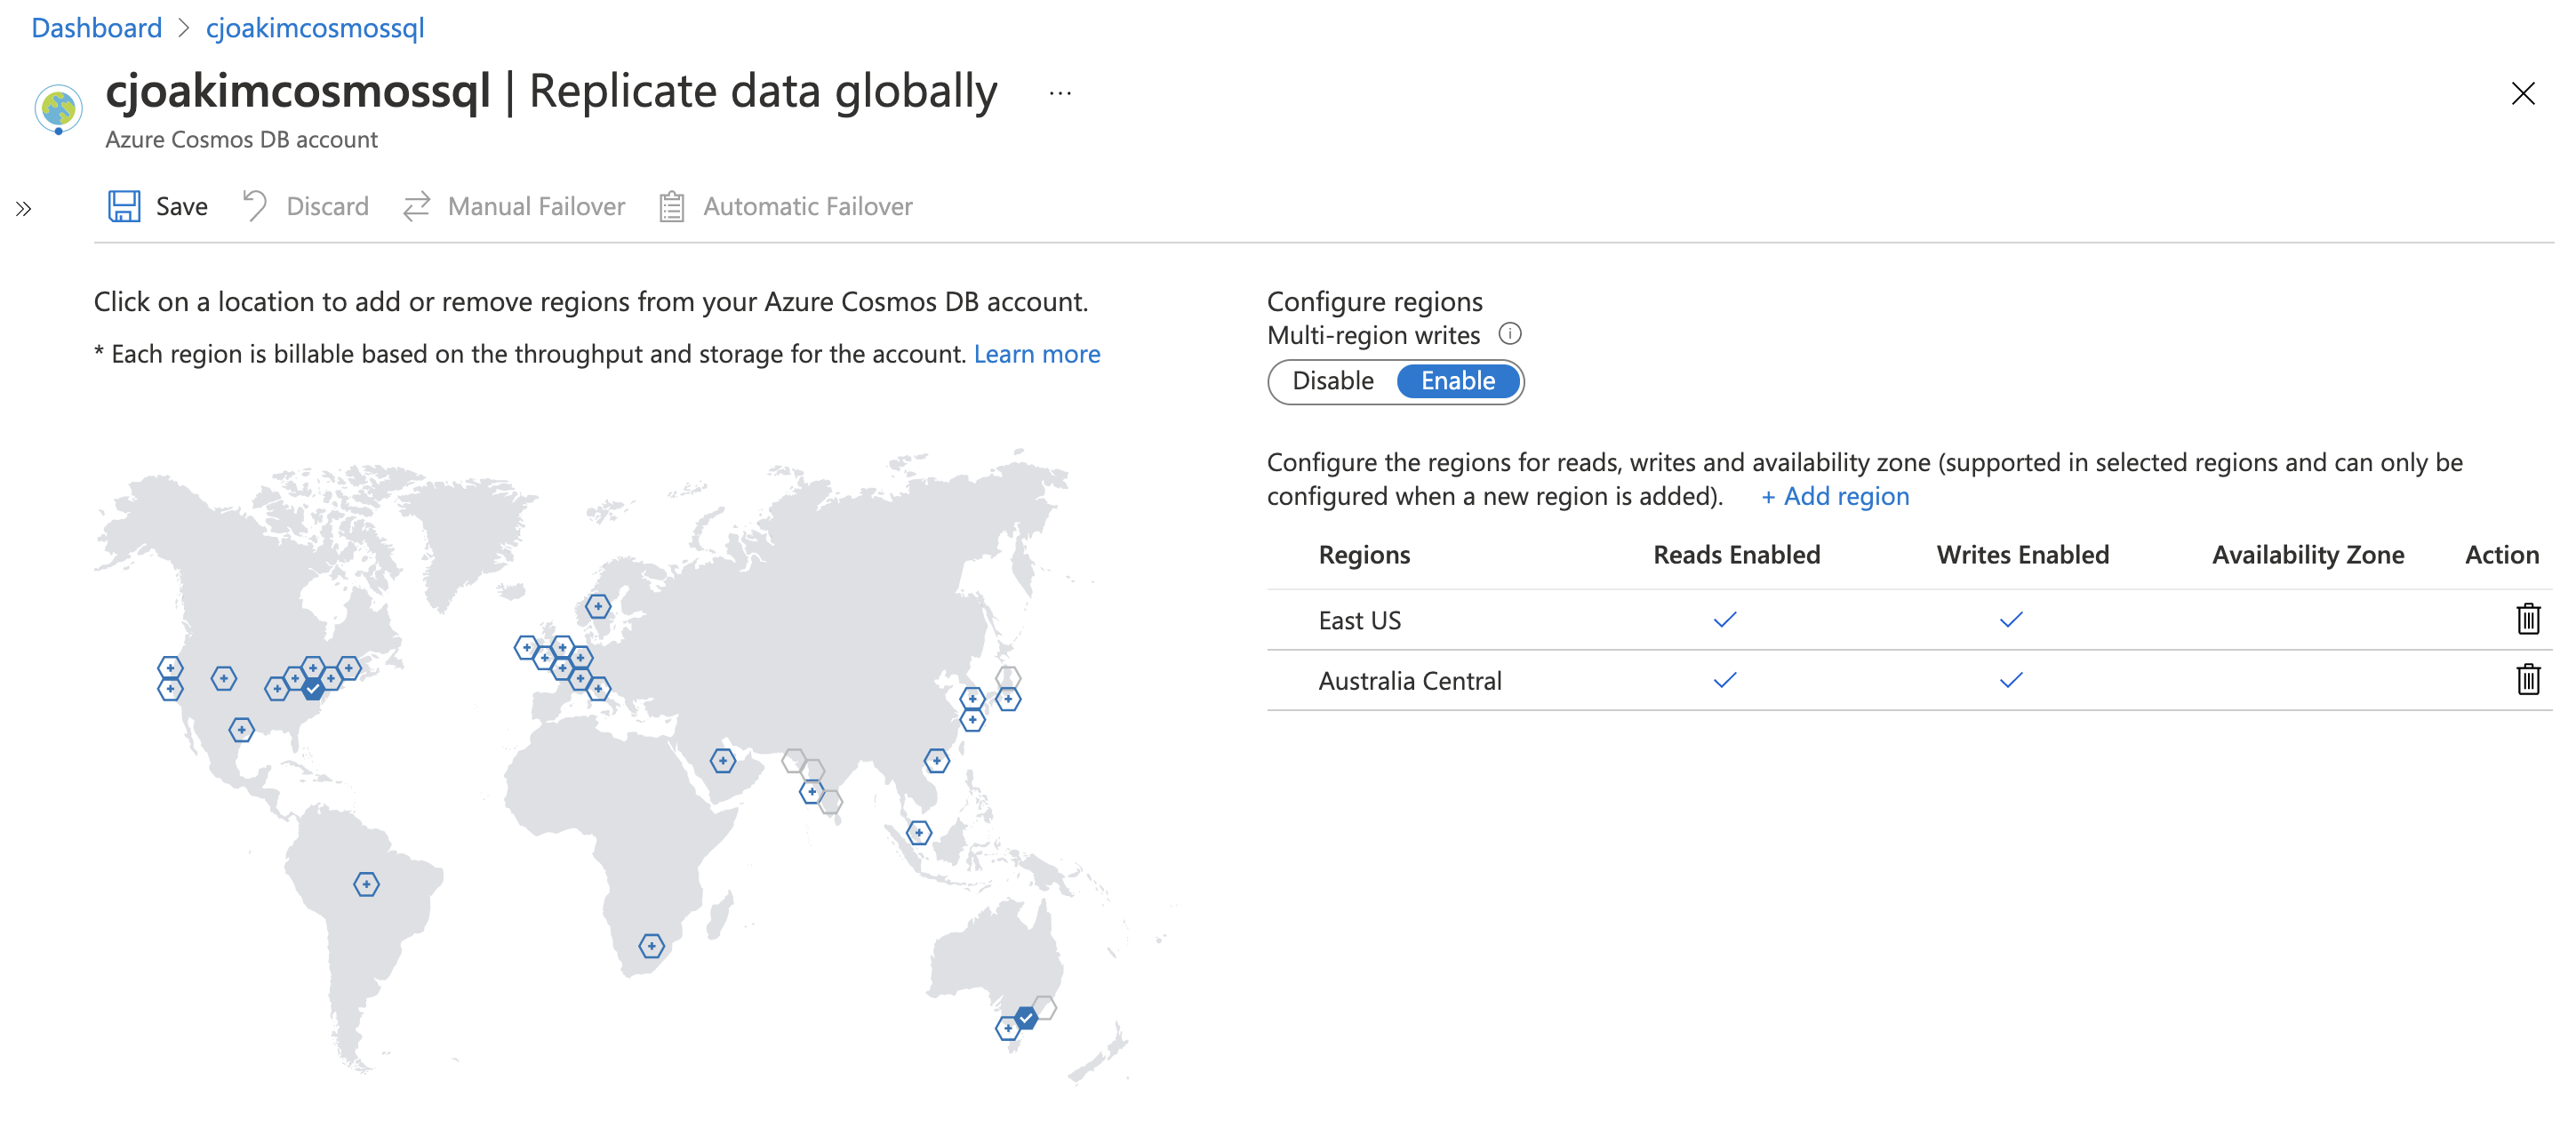 Dashboard > cjoakimcosmossql
cjoakimcosmossql | Replicate data globally ...
Azure Cosmos DB account
Save Discard Manual Failover Automatic Failover
Click on a location to add or remove regions from your Azure Cosmos DB account.
* Each region is billable based on the throughput and storage for the account. Learn more
Configure regions
Multi-region writes
Disable Enable
Configure the regions for reads, writes and availability zone (supported in selected regions and can only be
configured when a new region is added). + Add region
Regions Reads Enabled Writes Enabled Availability Zone Action
East US
Australia Central